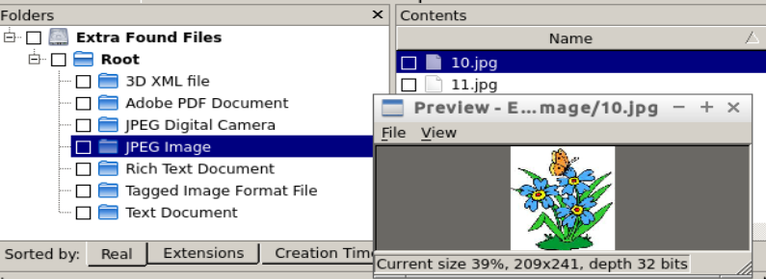 Folders
Extra Found Files
Root
3D XML file
Adobe PDF Document
JPEG Digital Camera
JPEG Image
Rich Text Document
Tagged Image Format File
Text Document
Sorted by: Real Extensions Creation Time
Contents
Name
10.jpg
11.jpg
Preview - E...mage/10.jpg
File View
Current size 39%, 209x241, depth 32 bits